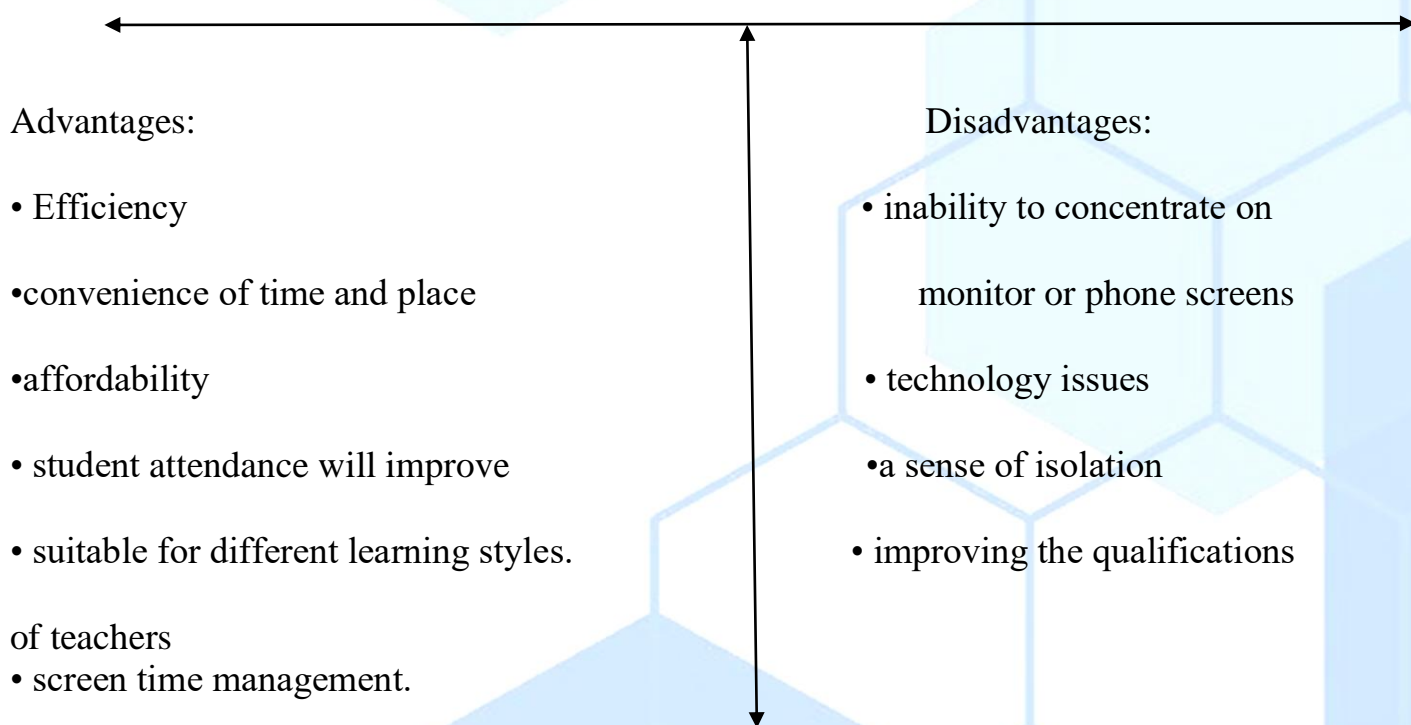 Advantages:
Disadvantages:
• Efficiency
• inability to concentrate on
•convenience of time and place
monitor or phone screens
•affordability
• technology issues
• student attendance will improve
•a sense of isolation
• suitable for different learning styles.
• improving the qualifications
of teachers
• screen time management.